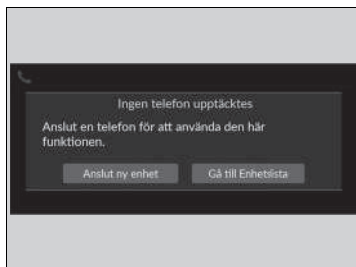 Ingen telefon upptäcktes
Anslut en telefon för att använda den här
funktionen.
Anslut ny enhet
Gå till Enhetslista